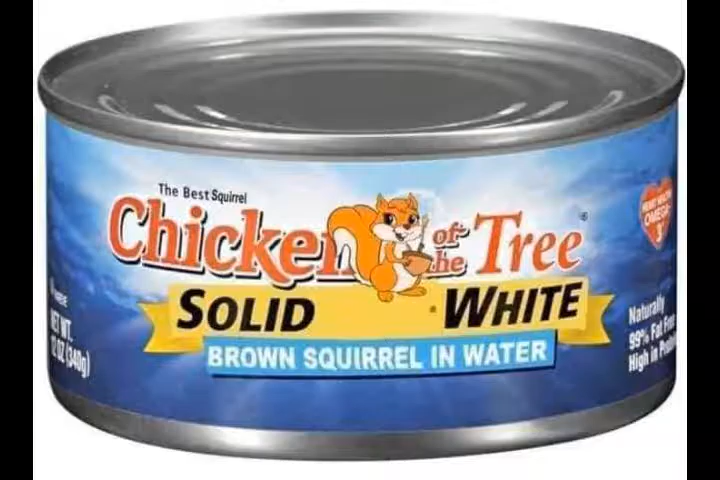 The Best Squirrel
Chicken of the Tree®
SOLID WHITE
BROWN SQUIRREL IN WATER
NET WT.
12 OZ (340g)
OMEGA-3
Naturally
99% Fat Free
High in Protein